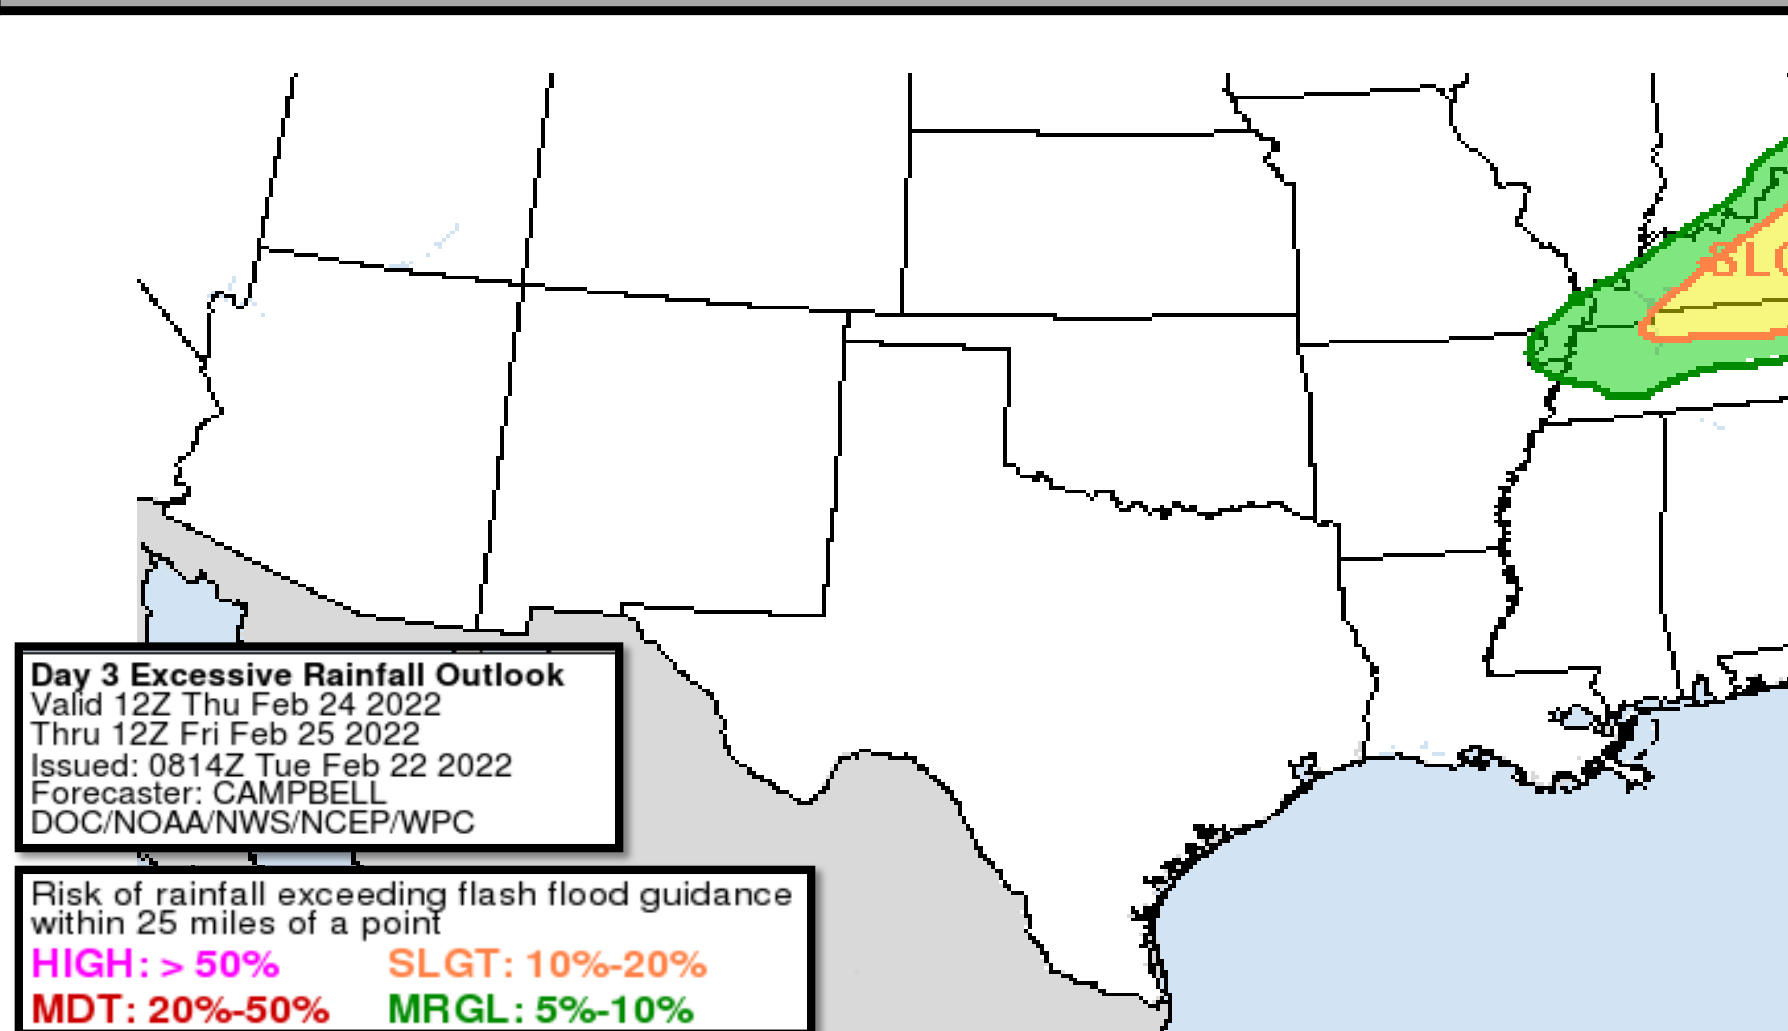 SLG
Day 3 Excessive Rainfall Outlook
Valid 12Z Thu Feb 24 2022
Thru 12Z Fri Feb 25 2022
Issued: 0814Z Tue Feb 22 2022
Forecaster: CAMPBELL
DOC/NOAA/NWS/NCEP/WPC
Risk of rainfall exceeding flash flood guidance
within 25 miles of a point
HIGH: > 50% SLGT: 10%-20%
MDT: 20%-50% MRGL: 5%-10%